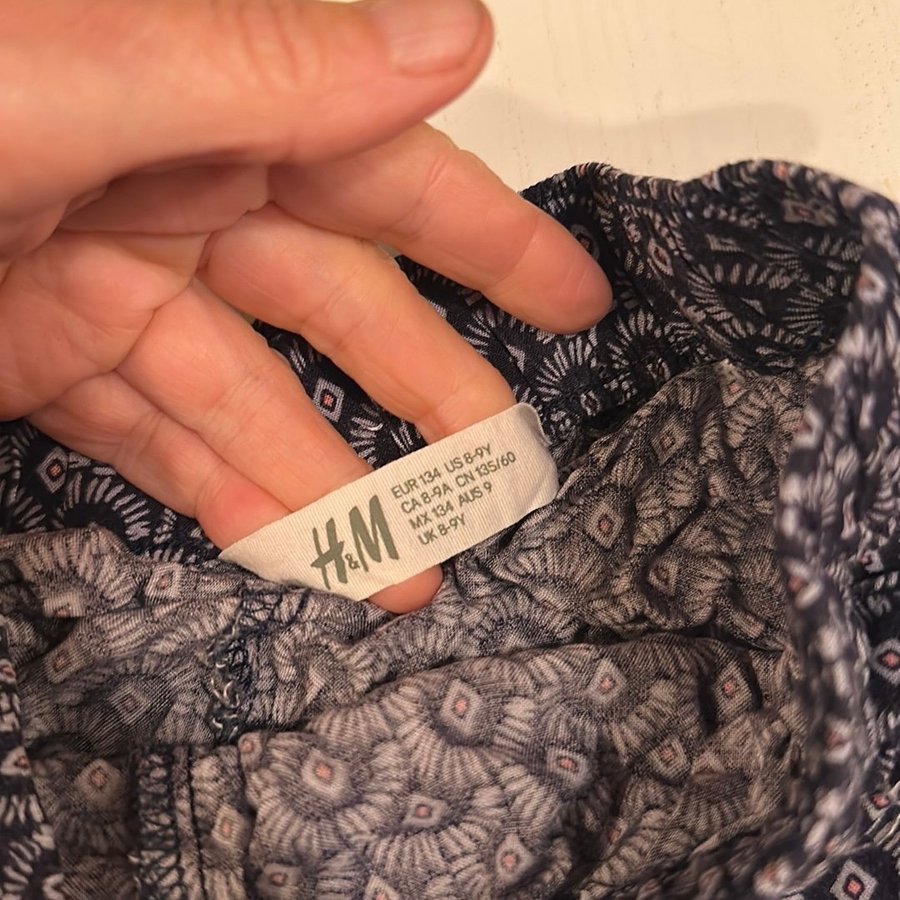 H&M
EUR 134 US 8-9Y
CA 8-9A CN 135/60
MX 134 AUS 9
UK 8-9Y